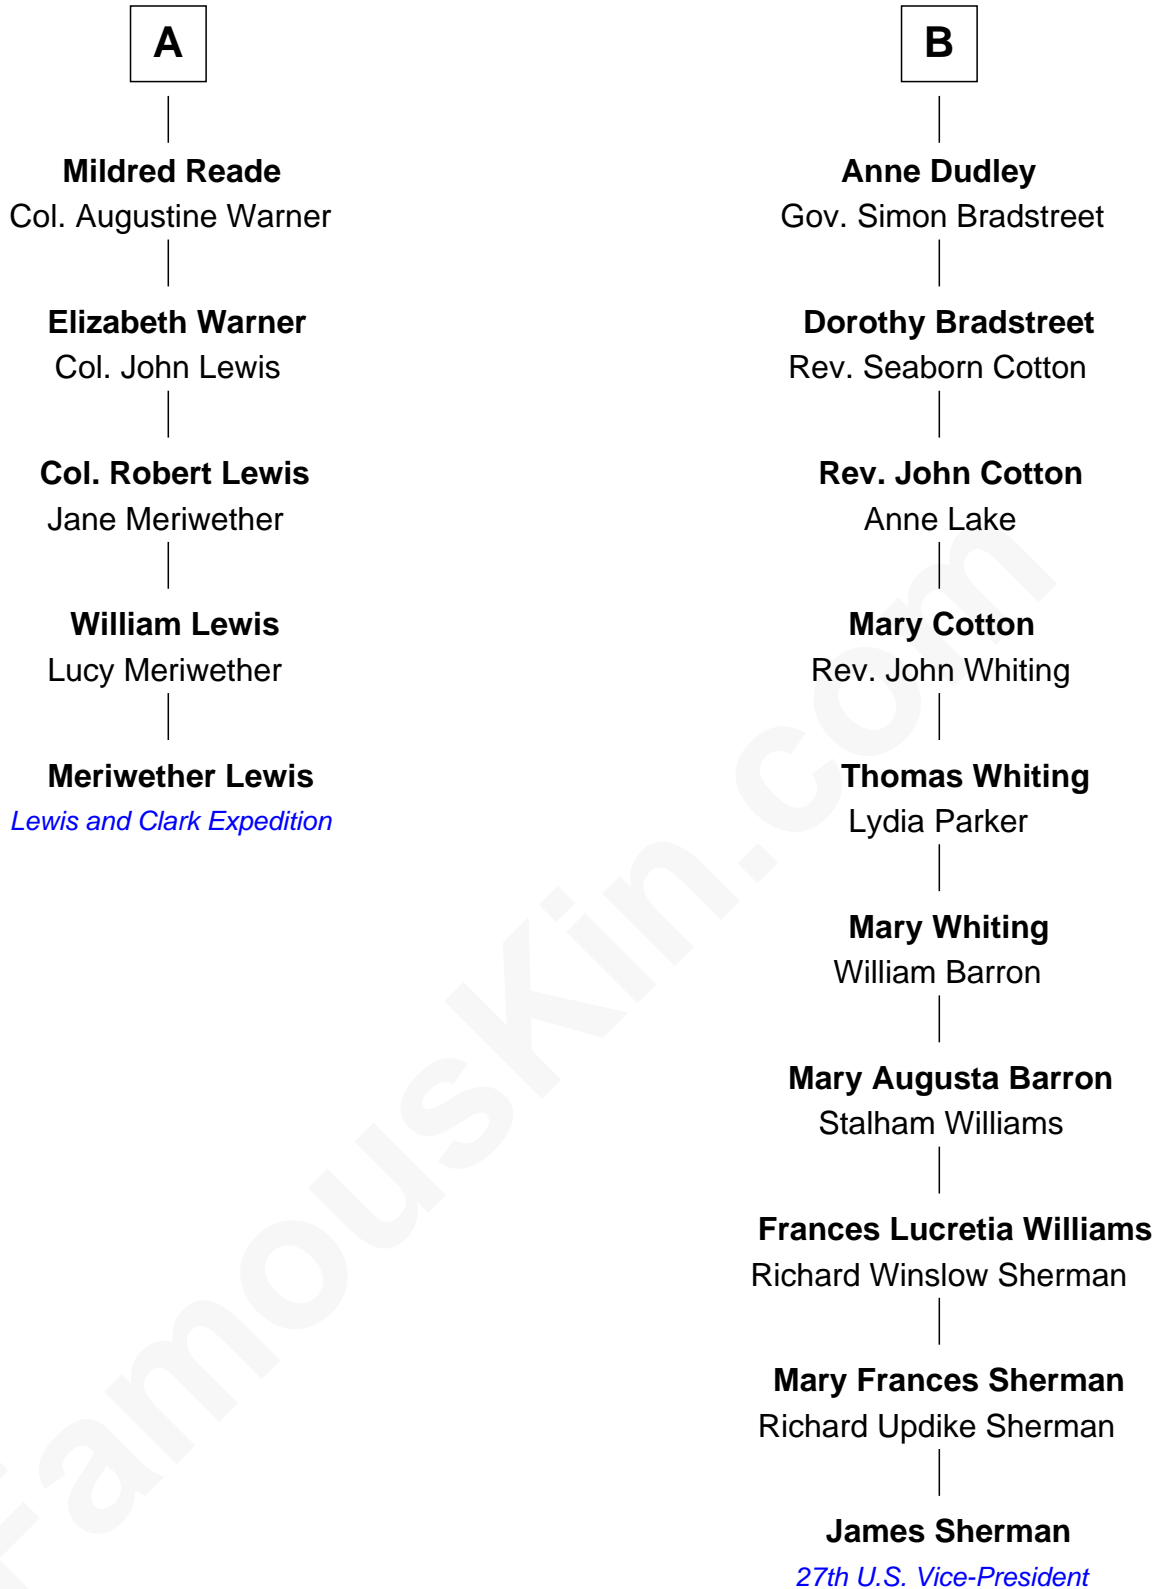 A
Mildred Reade
Col. Augustine Warner
Elizabeth Warner
Col. John Lewis
Col. Robert Lewis
Jane Meriwether
William Lewis
Lucy Meriwether
Meriwether Lewis
Lewis and Clark Expedition
B
Anne Dudley
Gov. Simon Bradstreet
Dorothy Bradstreet
Rev. Seaborn Cotton
Rev. John Cotton
Anne Lake
Mary Cotton
Rev. John Whiting
Thomas Whiting
Lydia Parker
Mary Whiting
William Barron
Mary Augusta Barron
Stalham Williams
Frances Lucretia Williams
Richard Winslow Sherman
Mary Frances Sherman
Richard Updike Sherman
James Sherman
27th U.S. Vice-President
FamousKin.com